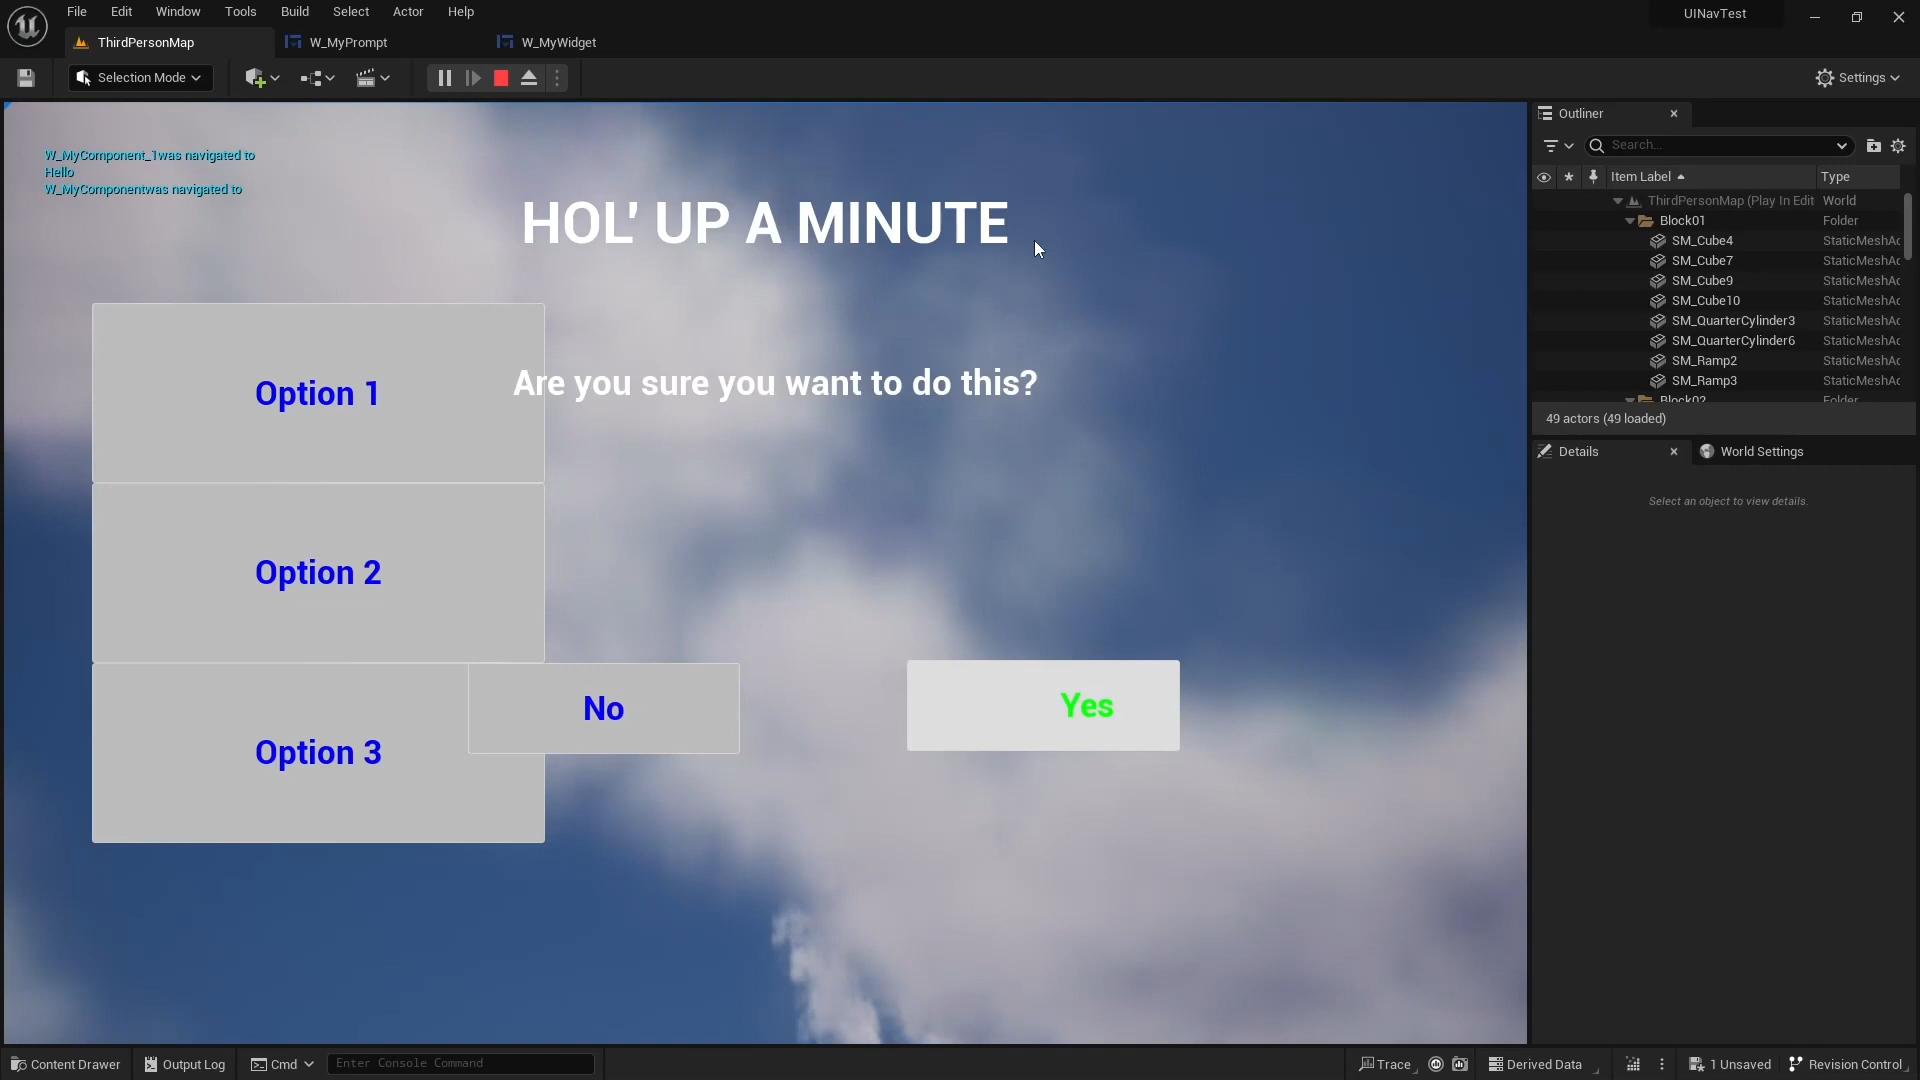 File Edit Window Tools Build Select Actor Help
UINavTest
ThirdPersonMap W_MyPrompt W_MyWidget
Selection Mode
Settings
W_MyComponent_1was navigated to
Hello
W_MyComponentwas navigated to
HOL' UP A MINUTE
Are you sure you want to do this?
Option 1
Option 2
Option 3
No
Yes
Outliner
Search...
Item Label Type
ThirdPersonMap (Play In Edit World
Block01 Folder
SM_Cube4 StaticMeshAc
SM_Cube7 StaticMeshAc
SM_Cube9 StaticMeshAc
SM_Cube10 StaticMeshAc
SM_QuarterCylinder3 StaticMeshAc
SM_QuarterCylinder6 StaticMeshAc
SM_Ramp2 StaticMeshAc
SM_Ramp3 StaticMeshAc
Block02 Folder
49 actors (49 loaded)
Details World Settings
Select an object to view details.
Content Drawer Output Log Cmd Enter Console Command
Trace Derived Data 1 Unsaved Revision Control